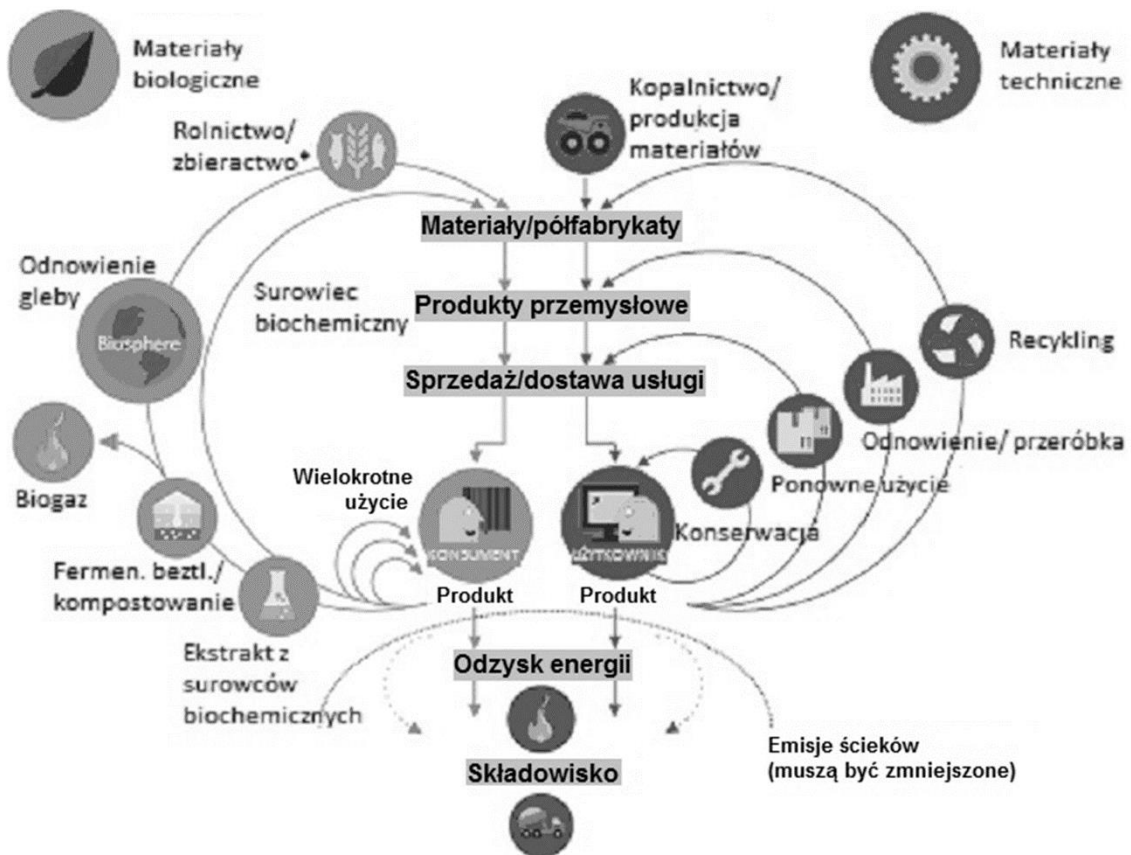 Materiały
biologiczne
Materiały
techniczne
Kopalnictwo/
produkcja
materiałów
Rolnictwo/
zbieractwo*
Materiały/półfabrykaty
Odnowienie
gleby
Biosphere
Surowiec
biochemiczny
Produkty przemysłowe
Recykling
Sprzedaż/dostawa usługi
Odnowienie/ przeróbka
Biogaz
Wielokrotne
użycie
Ponowne użycie
Konserwacja
KONSUMENT
UŻYTKOWNIK
Fermen. beztl./
kompostowanie
Produkt
Produkt
Ekstrakt z
surowców
biochemicznych
Odzysk energii
Emisje ścieków
(muszą być zmniejszone)
Składowisko